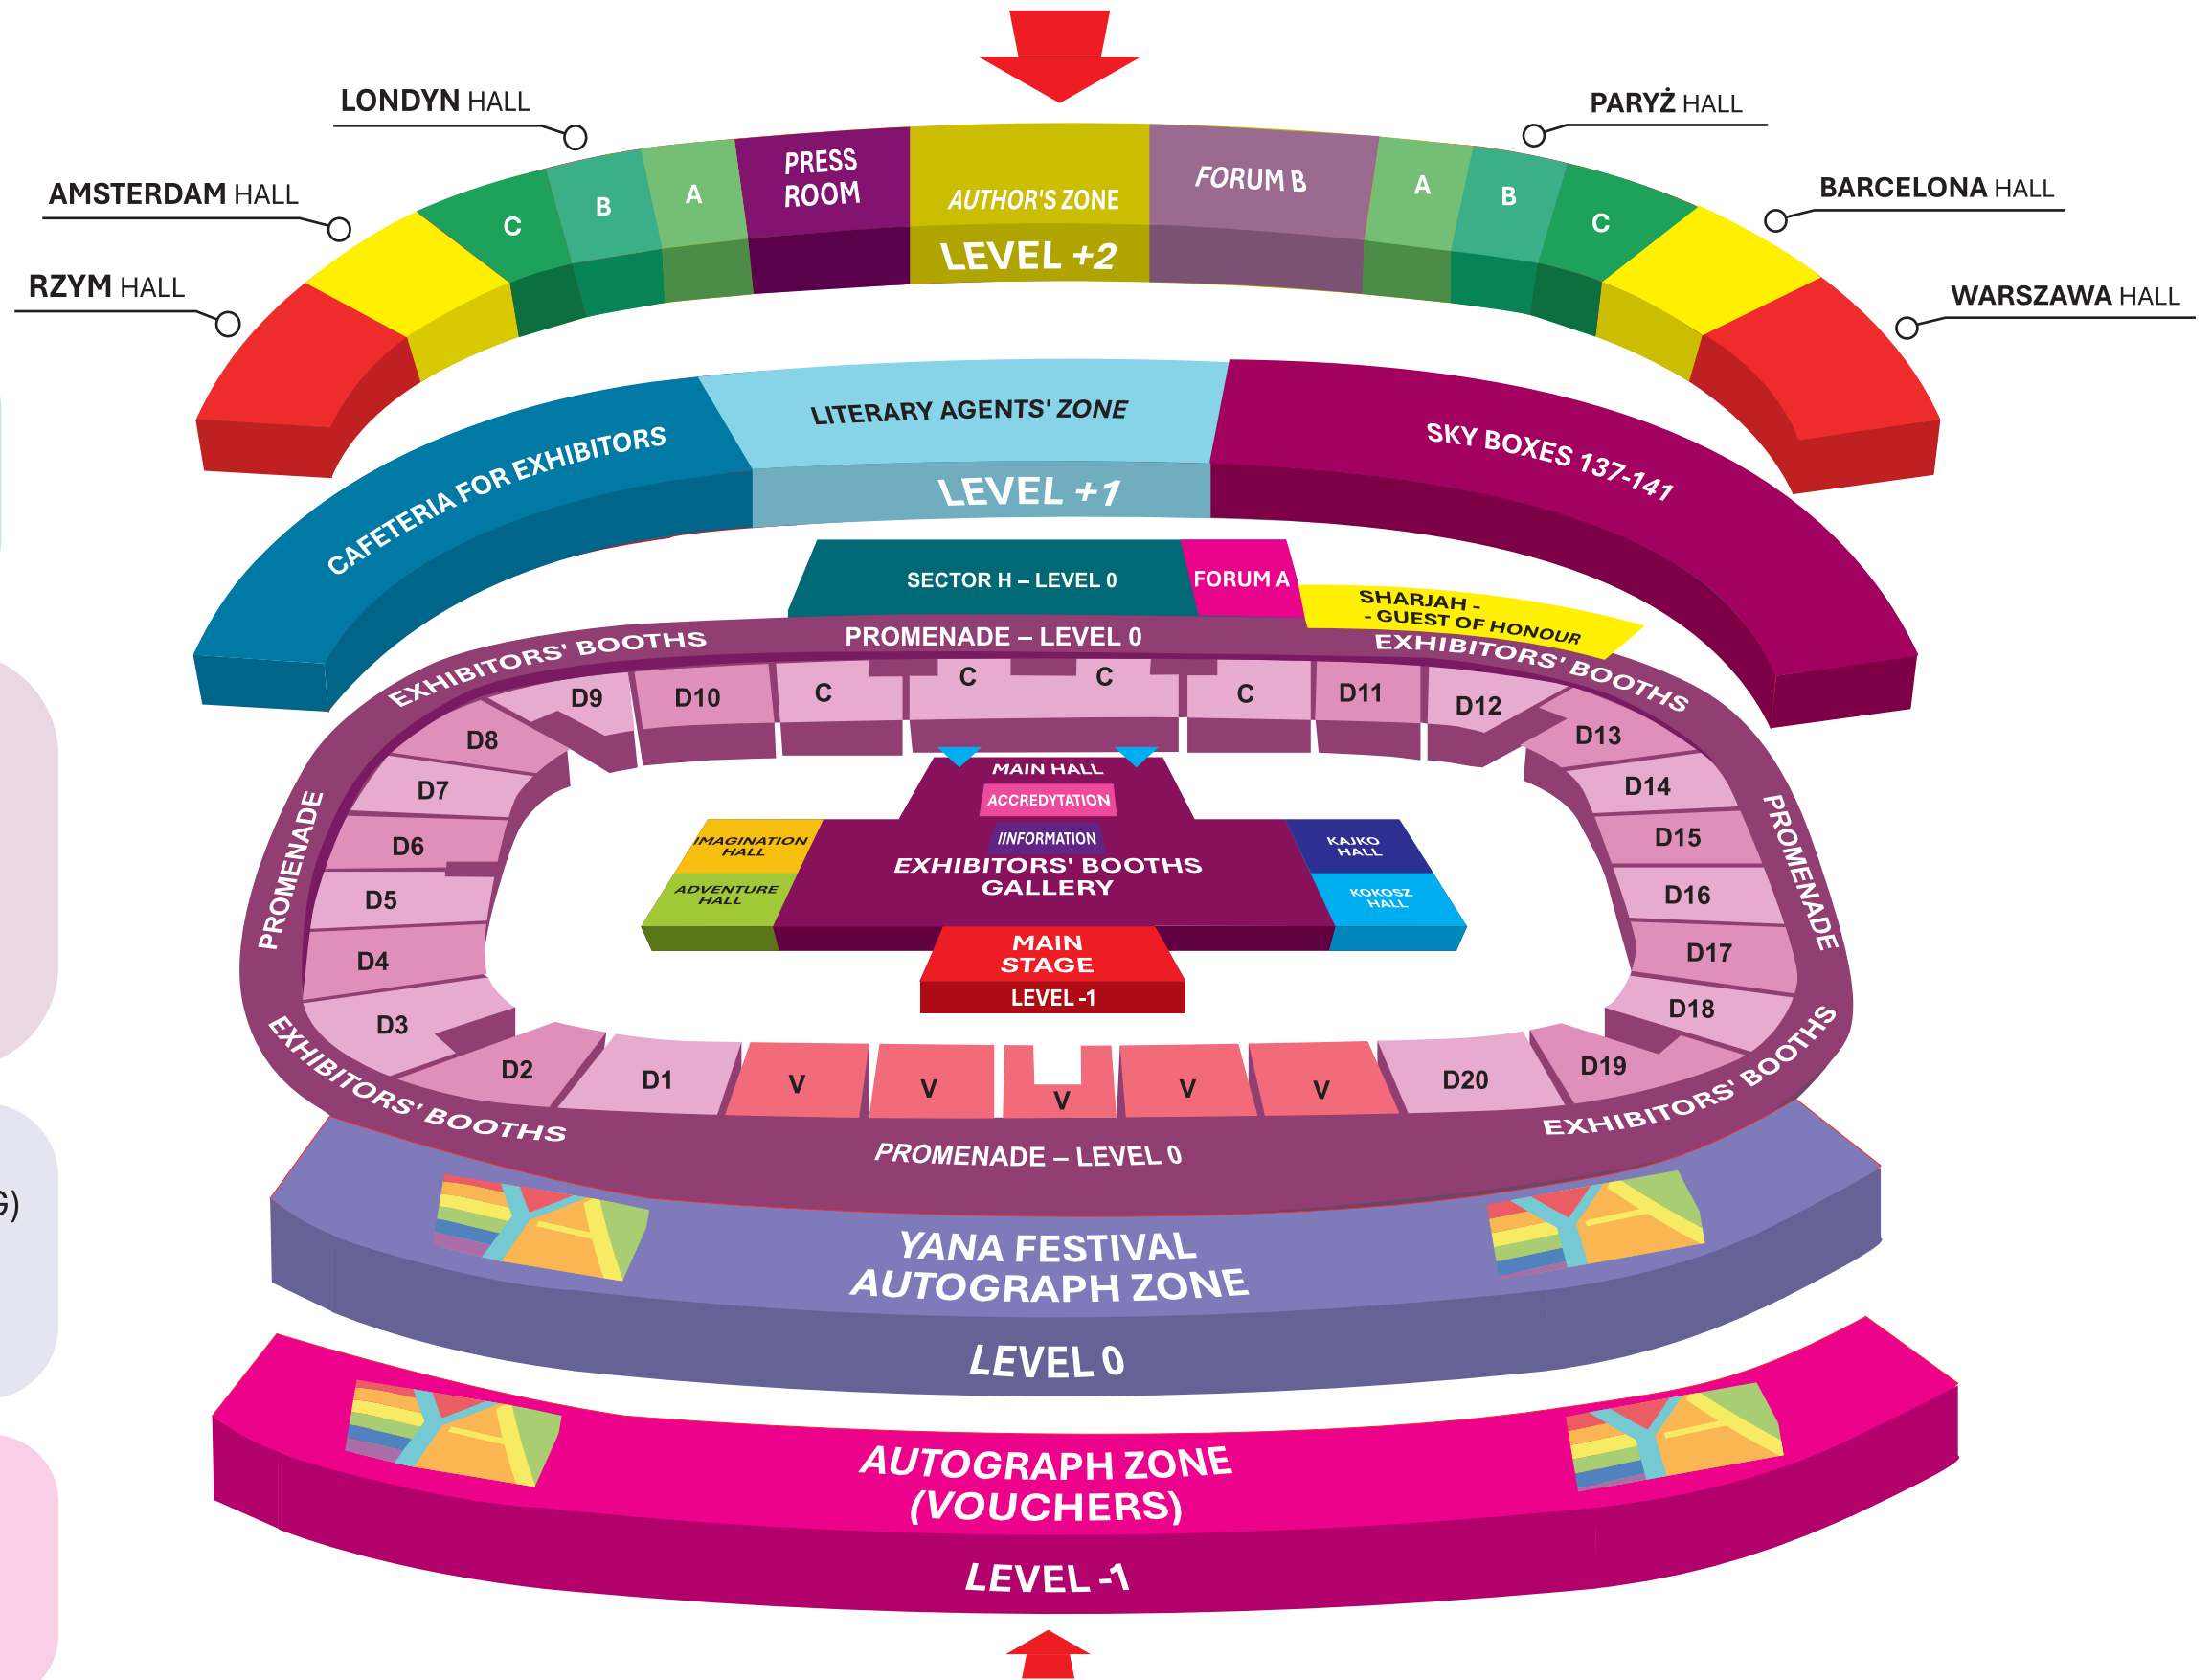 LONDYN HALL
PARYŻ HALL
AMSTERDAM HALL
BARCELONA HALL
RZYM HALL
WARSZAWA HALL
C
B
A
PRESS
ROOM
AUTHOR'S ZONE
FORUM B
A
B
C
LEVEL +2
CAFETERIA FOR EXHIBITORS
LITERARY AGENTS' ZONE
SKY BOXES 137-141
LEVEL +1
SECTOR H – LEVEL 0
FORUM A
SHARJAH -
- GUEST OF HONOUR
EXHIBITORS' BOOTHS
PROMENADE – LEVEL 0
EXHIBITORS' BOOTHS
D9
D10
C
C
C
C
D11
D12
D8
D13
D7
D14
D6
D15
D5
D16
D4
D17
D3
D18
D2
D19
D1
V
V
V
V
V
D20
PROMENADE
PROMENADE
MAIN HALL
ACCREDYTATION
IINFORMATION
EXHIBITORS' BOOTHS
GALLERY
IMAGINATION
HALL
ADVENTURE
HALL
KAJKO
HALL
KOKOSZ
HALL
MAIN
STAGE
LEVEL -1
EXHIBITORS' BOOTHS
PROMENADE – LEVEL 0
EXHIBITORS' BOOTHS
G)
YANA FESTIVAL
AUTOGRAPH ZONE
LEVEL 0
AUTOGRAPH ZONE
(VOUCHERS)
LEVEL -1